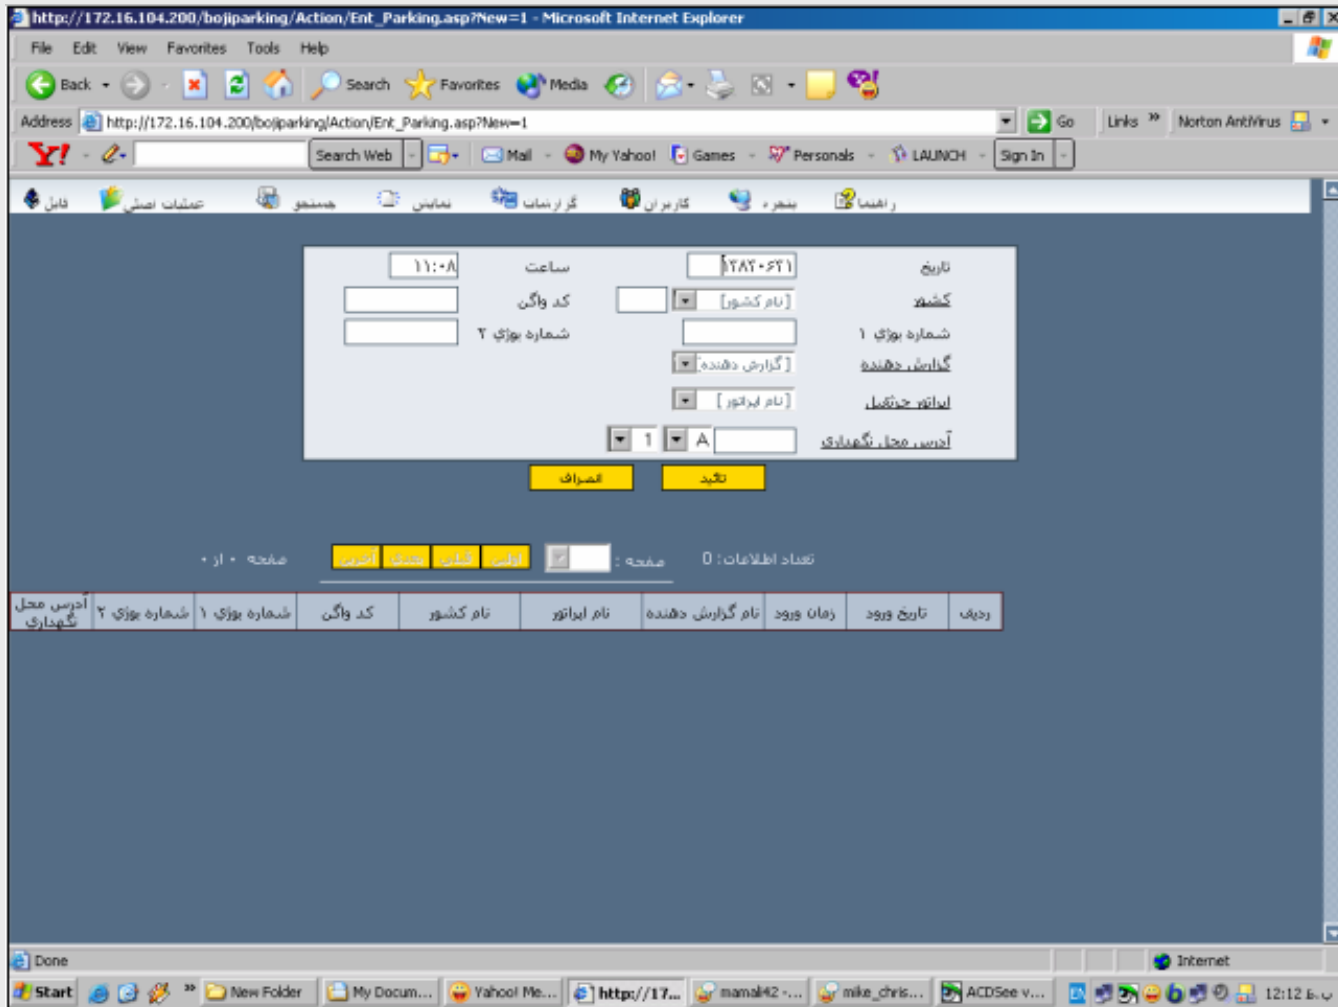 http://172.16.104.200/bojiparking/Action/Ent_Parking.asp?New=1 - Microsoft Internet Explorer
File Edit View Favorites Tools Help
Back Search Favorites Media
Address http://172.16.104.200/bojiparking/Action/Ent_Parking.asp?New=1 Go Links » Norton AntiVirus
Y! Search Web Mail My Yahoo! Games Personals LAUNCH Sign In
فایل عملیات اصلی جستجو نمایش گزارشات کاربران پنجره راهنما
تاریخ ۱۳۸۳۰۶۳۱ ساعت ۱۱:۰۸
کشور [نام کشور] کد واگن
شماره بوژی ۱ شماره بوژی ۲
گزارش دهنده [گزارش دهنده]
اپراتور جرثقیل [نام اپراتور]
آدرس محل نگهداری A 1
تائید انصراف
تعداد اطلاعات: 0 صفحه : اولین قبلی بعدی آخرین صفحه ۰ از ۰
ردیف تاریخ ورود زمان ورود نام گزارش دهنده نام اپراتور نام کشور کد واگن شماره بوژی ۱ شماره بوژی ۲ آدرس محل نگهداری
Done Internet
Start » New Folder My Docum... Yahoo! Me... http://17... mamali42 -... mike_chris... ACDSee v... 12:12 ب.ظ